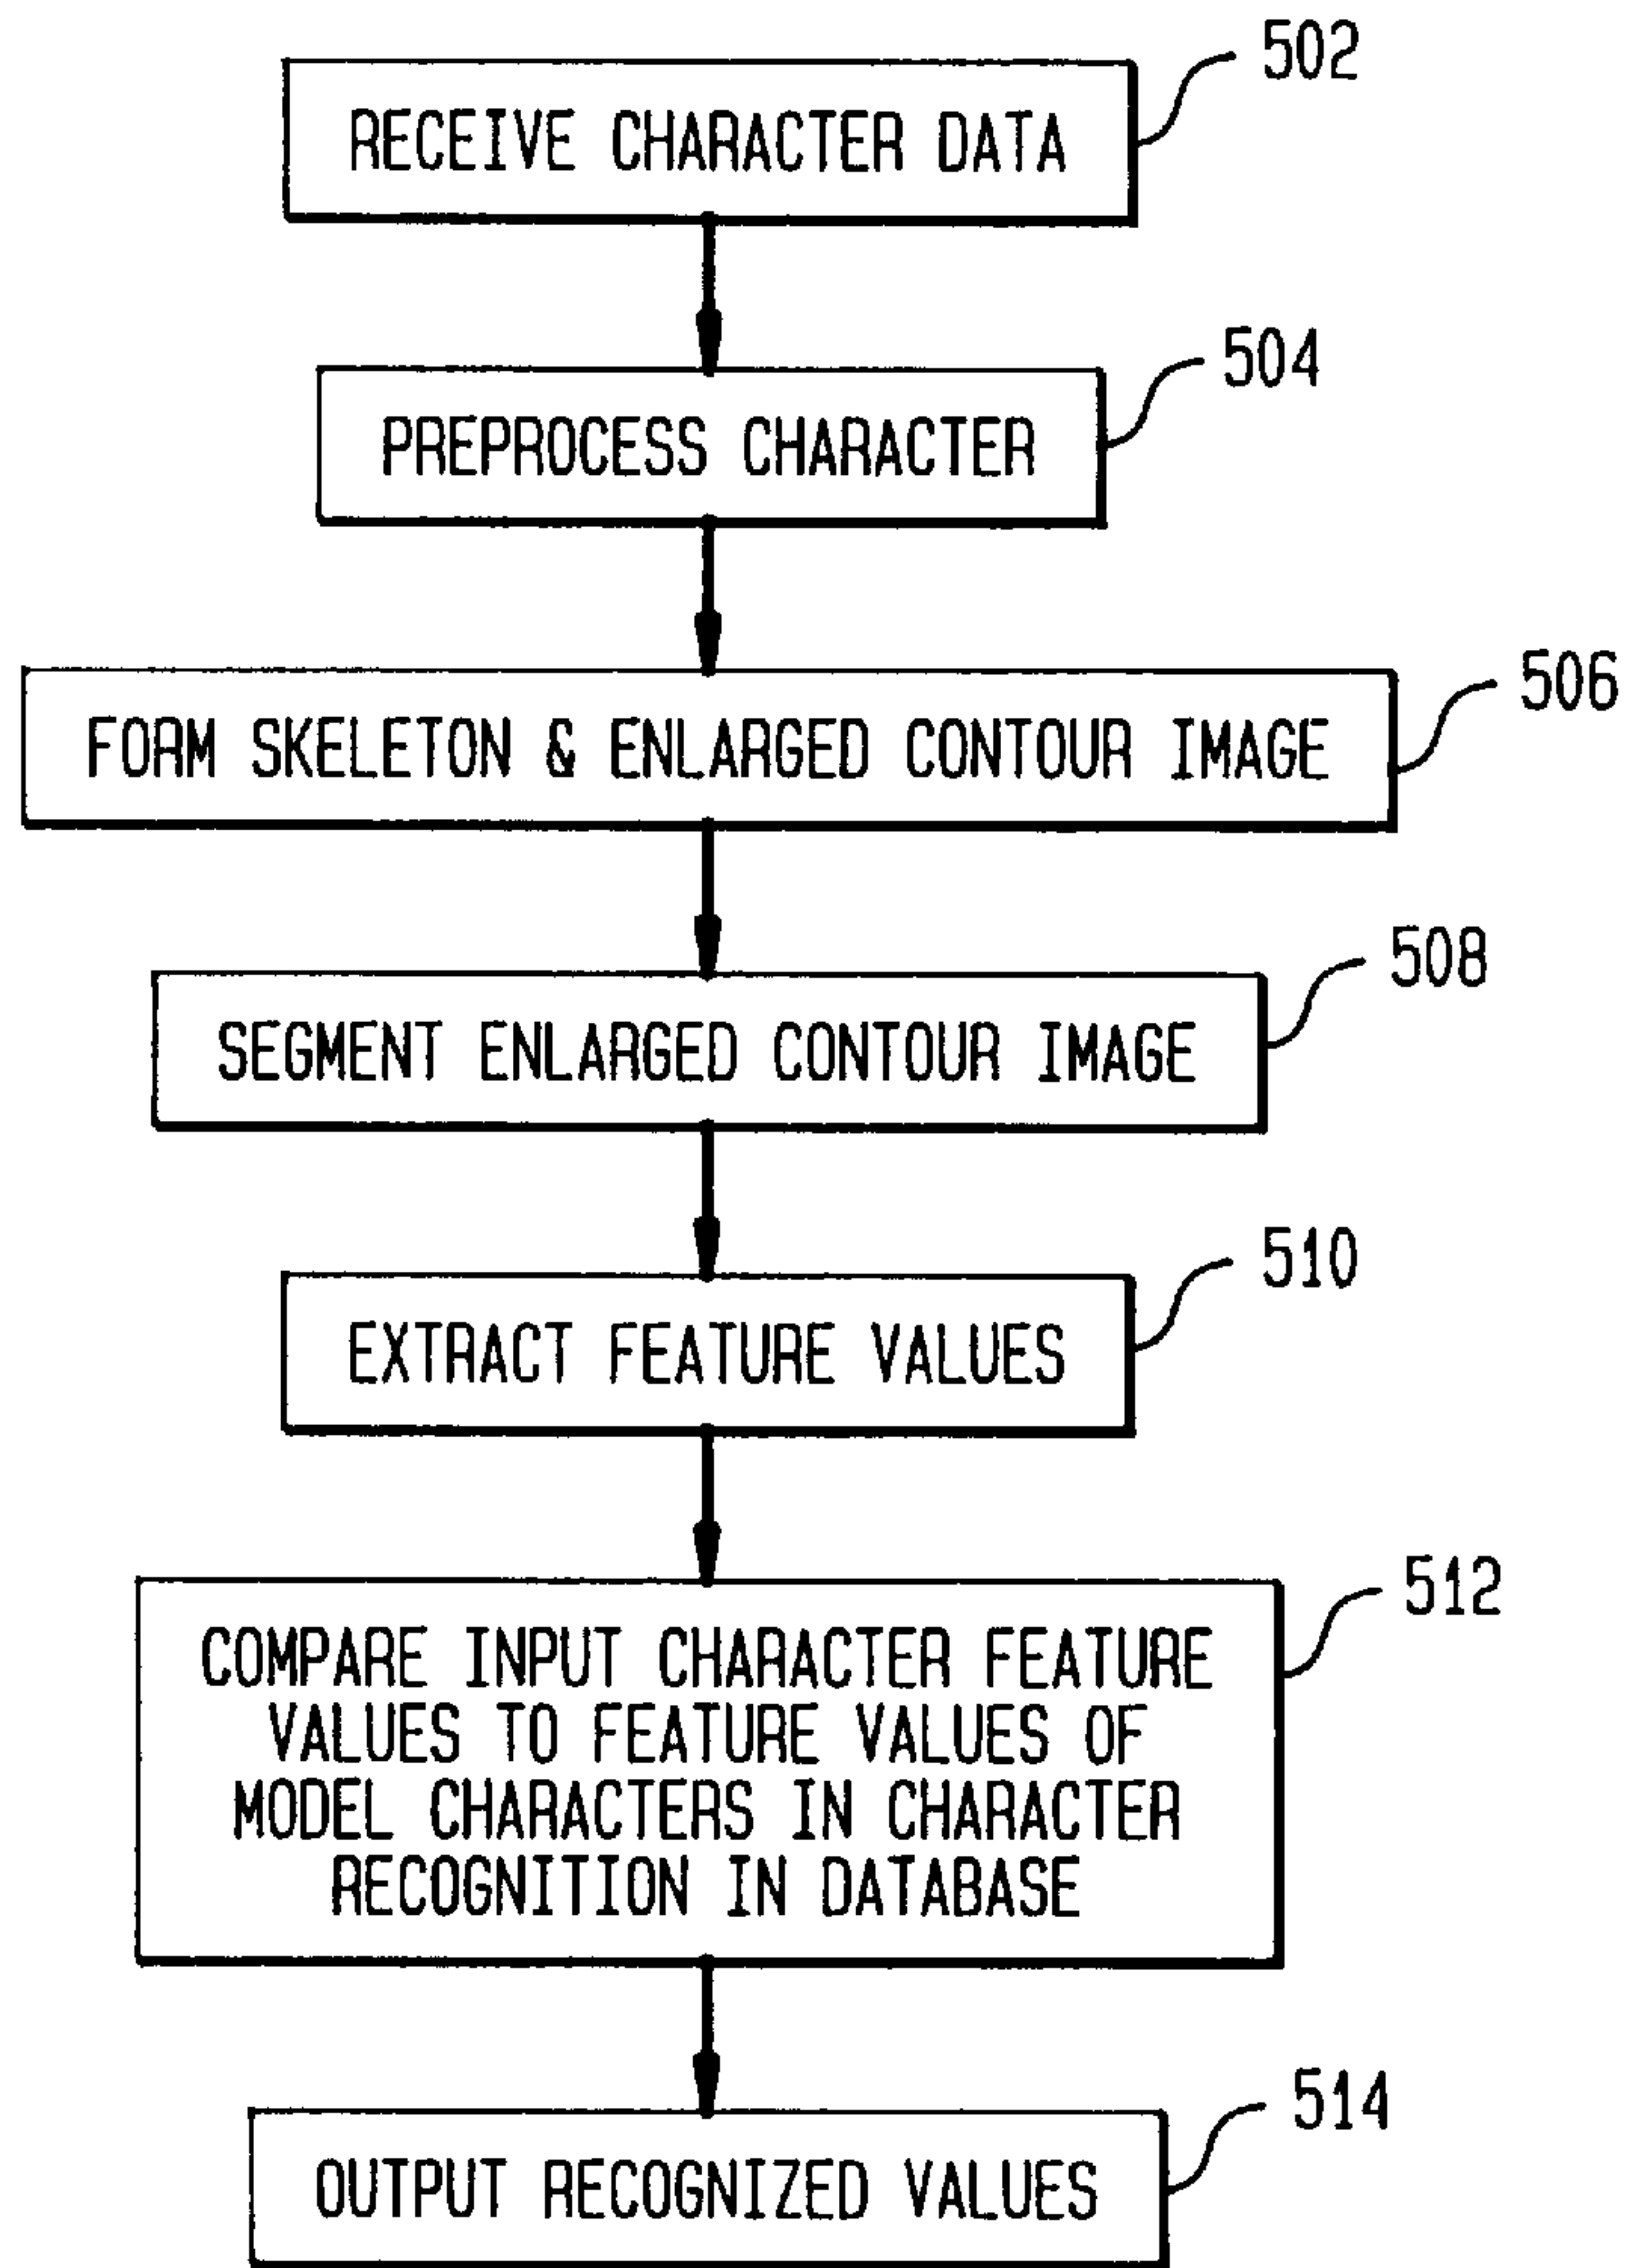 502
RECEIVE CHARACTER DATA
504
PREPROCESS CHARACTER
506
FORM SKELETON & ENLARGED CONTOUR IMAGE
508
SEGMENT ENLARGED CONTOUR IMAGE
510
EXTRACT FEATURE VALUES
512
COMPARE INPUT CHARACTER FEATURE
VALUES TO FEATURE VALUES OF
MODEL CHARACTERS IN CHARACTER
RECOGNITION IN DATABASE
514
OUTPUT RECOGNIZED VALUES